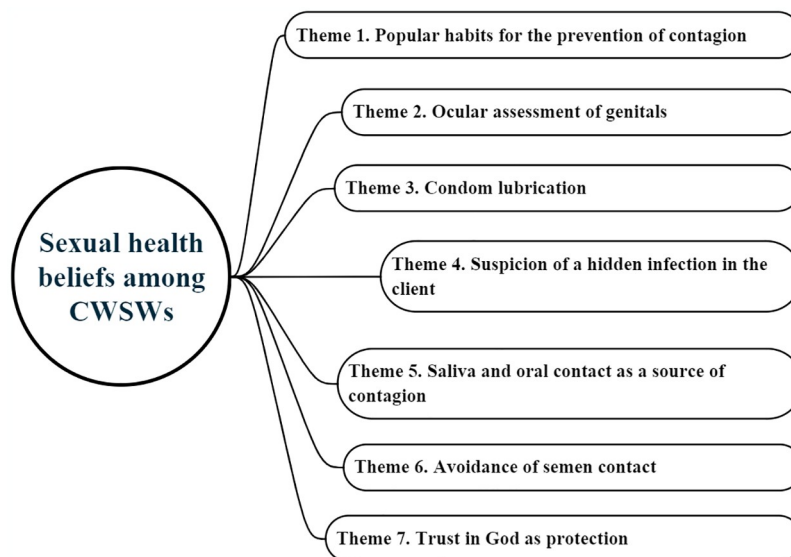 Theme 1. Popular habits for the prevention of contagion
Theme 2. Ocular assessment of genitals
Theme 3. Condom lubrication
Sexual health
beliefs among
CWSWs
Theme 4. Suspicion of a hidden infection in the
client
Theme 5. Saliva and oral contact as a source of
contagion
Theme 6. Avoidance of semen contact
Theme 7. Trust in God as protection